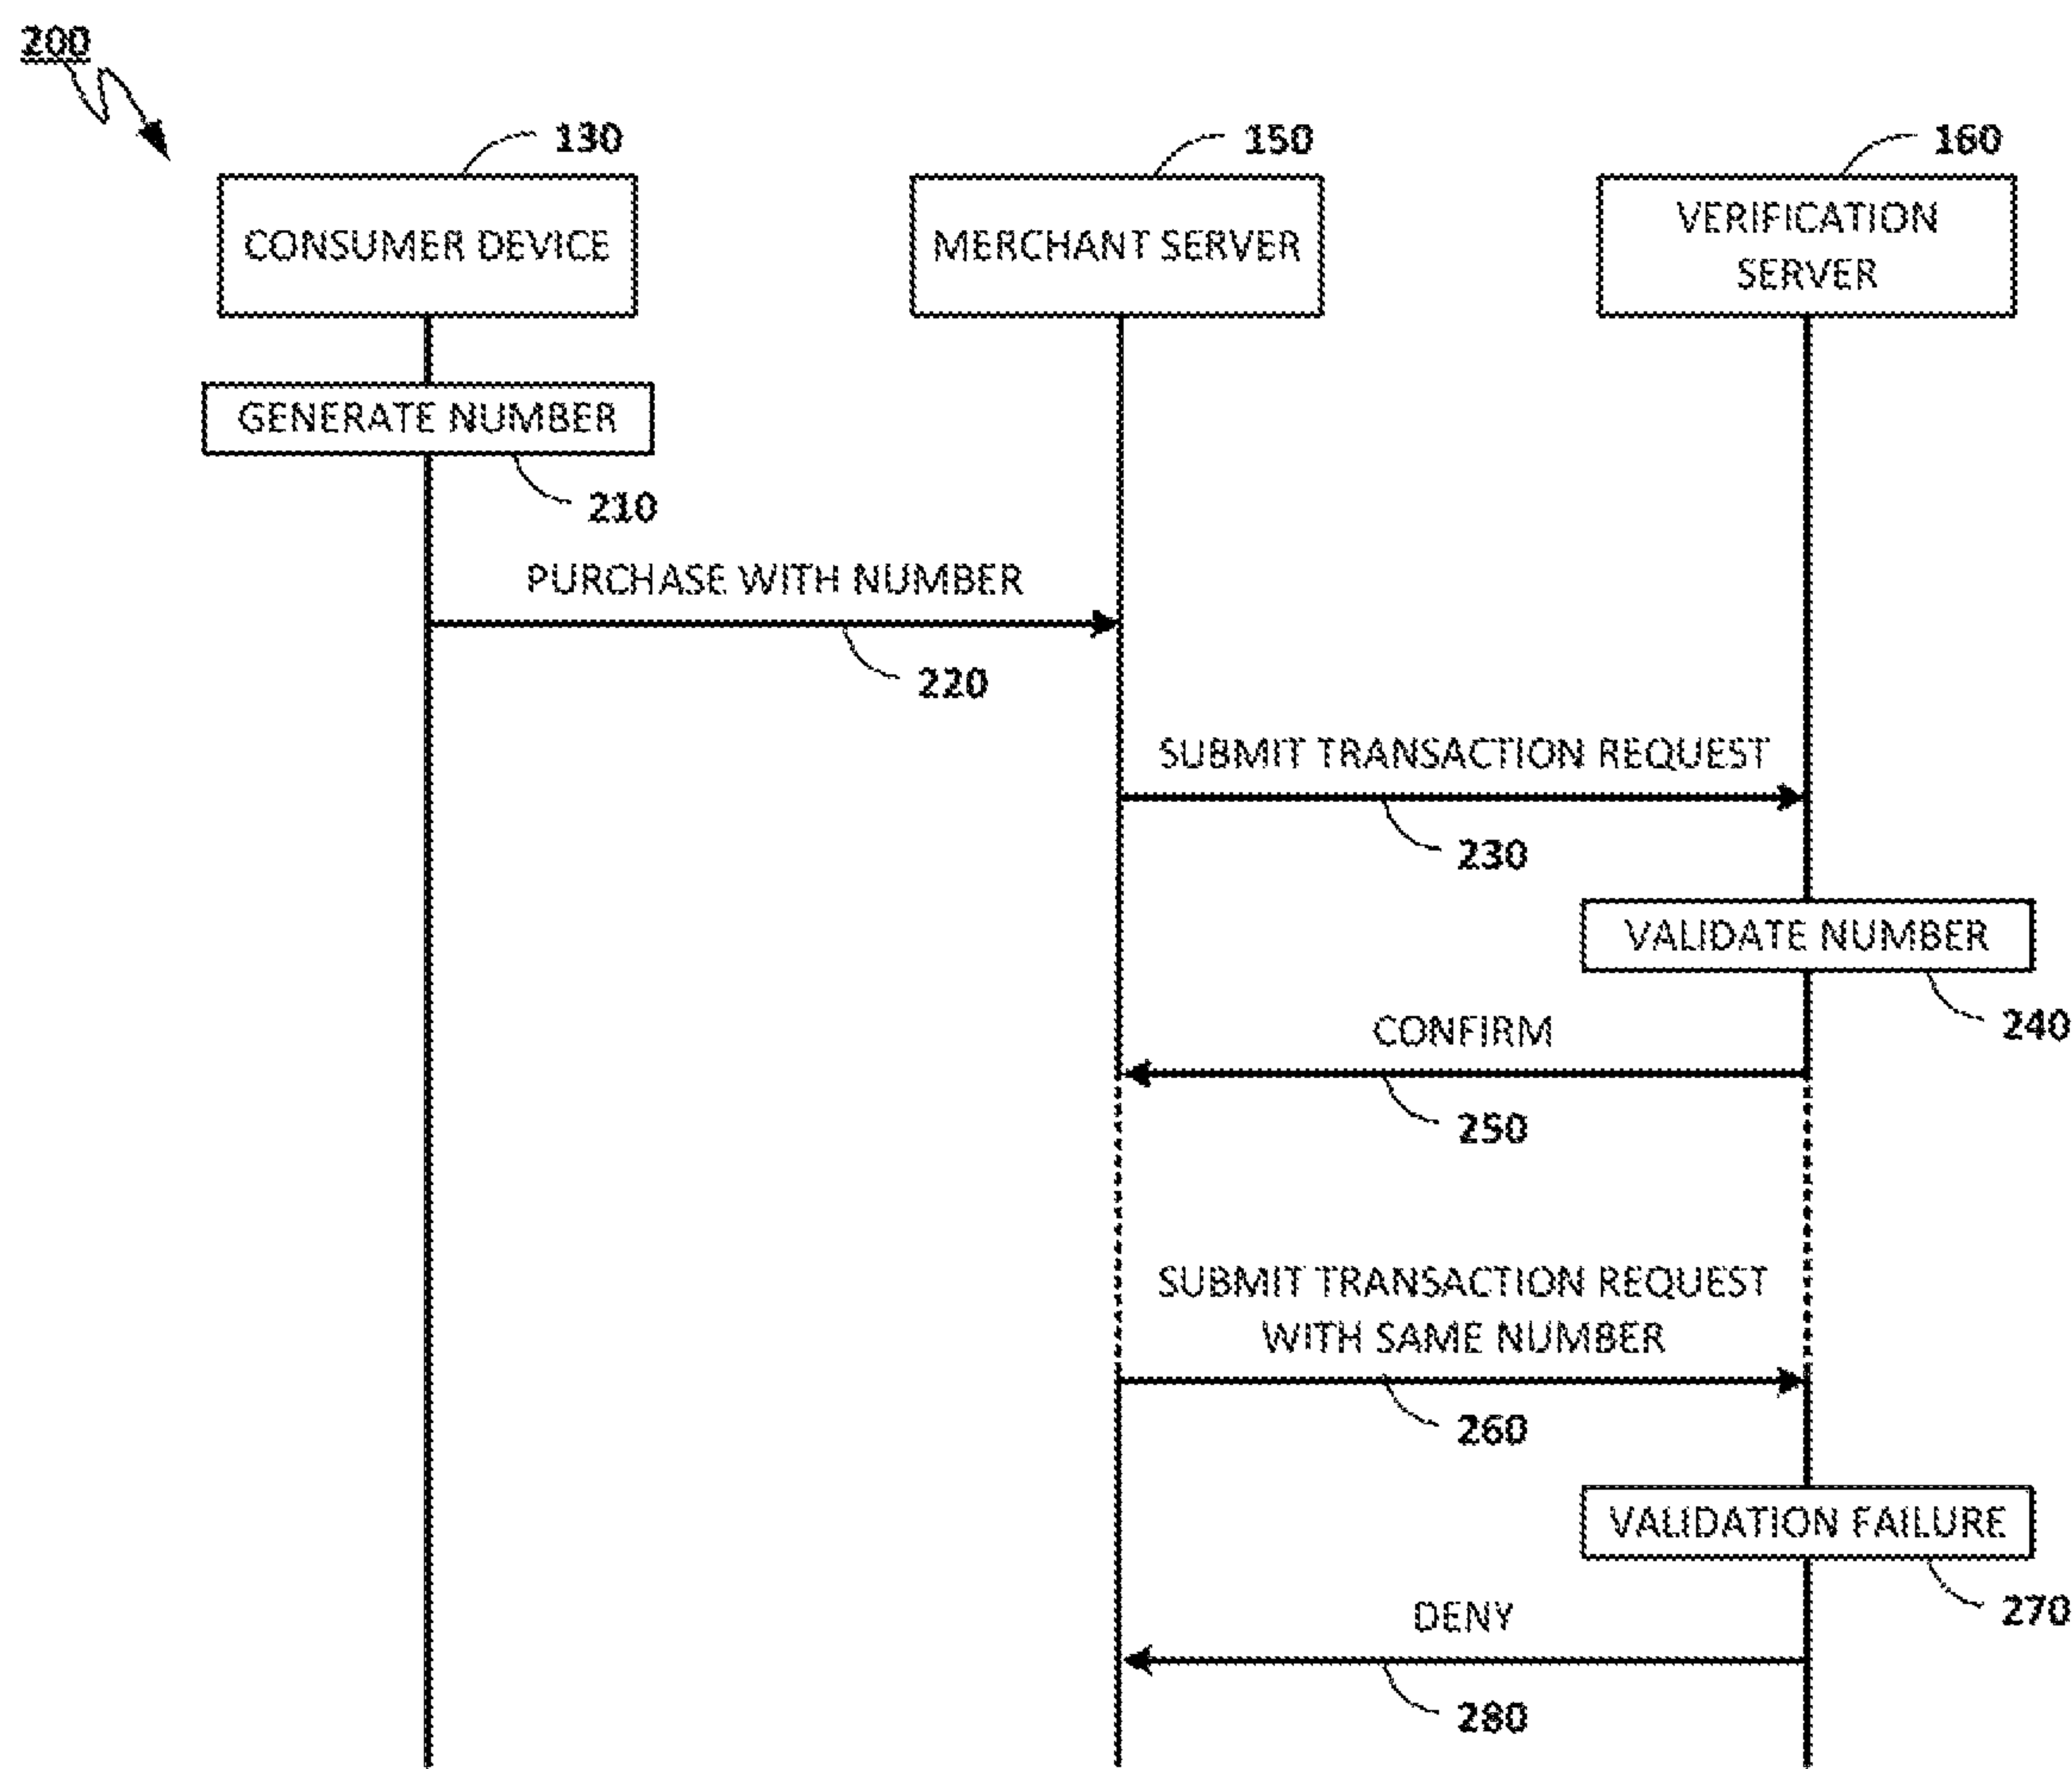 200
130
150
160
CONSUMER DEVICE
MERCHANT SERVER
VERIFICATION
SERVER
GENERATE NUMBER
210
PURCHASE WITH NUMBER
220
SUBMIT TRANSACTION REQUEST
230
VALIDATE NUMBER
240
CONFIRM
250
SUBMIT TRANSACTION REQUEST
WITH SAME NUMBER
260
VALIDATION FAILURE
270
DENY
280